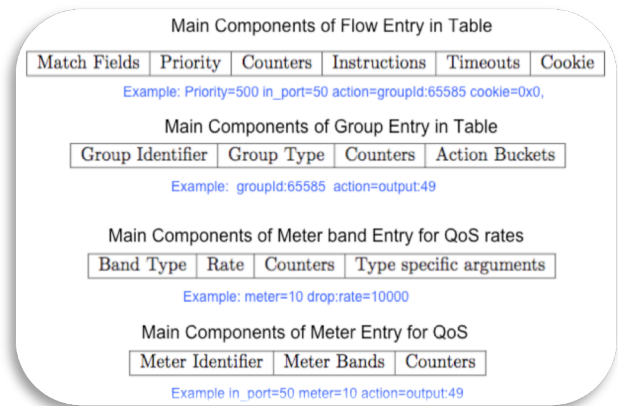 Main Components of Flow Entry in Table
Match Fields Priority Counters Instructions Timeouts Cookie
Example: Priority=500 in_port=50 action=groupId:65585 cookie=0x0,
Main Components of Group Entry in Table
Group Identifier Group Type Counters Action Buckets
Example: groupId:65585 action=output:49
Main Components of Meter band Entry for QoS rates
Band Type Rate Counters Type specific arguments
Example: meter=10 drop:rate=10000
Main Components of Meter Entry for QoS
Meter Identifier Meter Bands Counters
Example in_port=50 meter=10 action=output:49